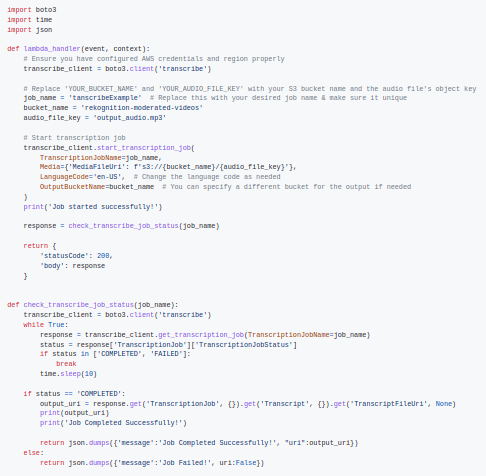 import boto3
import time
import json

def lambda_handler(event, context):
    # Ensure you have configured AWS credentials and region properly
    transcribe_client = boto3.client('transcribe')

    # Replace 'YOUR_BUCKET_NAME' and 'YOUR_AUDIO_FILE_KEY' with your S3 bucket name and the audio file's object key
    job_name = 'tanscribeExample'  # Replace this with your desired job name & make sure it unique
    bucket_name = 'rekognition-moderated-videos'
    audio_file_key = 'output_audio.mp3'

    # Start transcription job
    transcribe_client.start_transcription_job(
        TranscriptionJobName=job_name,
        Media={'MediaFileUri': f's3://{bucket_name}/{audio_file_key}'},
        LanguageCode='en-US',  # Change the language code as needed
        OutputBucketName=bucket_name  # You can specify a different bucket for the output if needed
    )
    print('Job started successfully!')

    response = check_transcribe_job_status(job_name)

    return {
        'statusCode': 200,
        'body': response
    }


def check_transcribe_job_status(job_name):
    transcribe_client = boto3.client('transcribe')
    while True:
        response = transcribe_client.get_transcription_job(TranscriptionJobName=job_name)
        status = response['TranscriptionJob']['TranscriptionJobStatus']
        if status in ['COMPLETED', 'FAILED']:
            break
        time.sleep(10)

    if status == 'COMPLETED':
        output_uri = response.get('TranscriptionJob', {}).get('Transcript', {}).get('TranscriptFileUri', None)
        print(output_uri)
        print('Job Completed Successfully!')

        return json.dumps({'message':'Job Completed Successfully!', "uri":output_uri})
    else:
        return json.dumps({'message':'Job Failed!', uri:False})